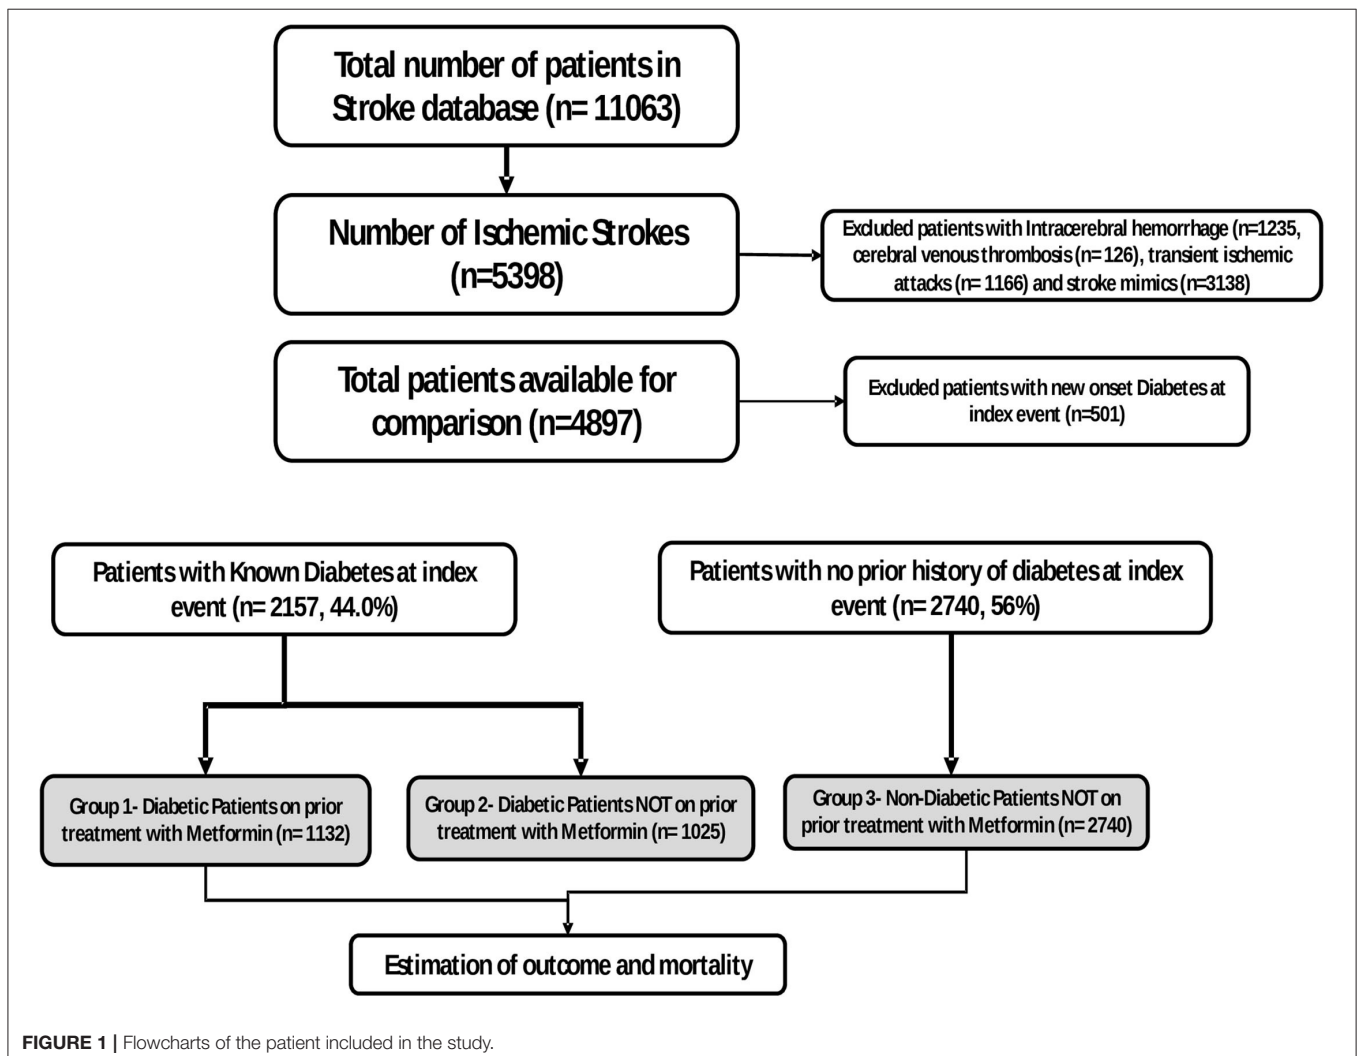 Total number of patients in
Stroke database (n= 11063)
Number of Ischemic Strokes
(n=5398)
Excluded patients with Intracerebral hemorrhage (n=1235,
cerebral venous thrombosis (n= 126), transient ischemic
attacks (n= 1166) and stroke mimics (n=3138)
Total patients available for
comparison (n=4897)
Excluded patients with new onset Diabetes at
index event (n=501)
Patients with Known Diabetes at index
event (n= 2157, 44.0%)
Patients with no prior history of diabetes at index
event (n= 2740, 56%)
Group 1- Diabetic Patients on prior
treatment with Metformin (n= 1132)
Group 2- Diabetic Patients NOT on prior
treatment with Metformin (n= 1025)
Group 3- Non-Diabetic Patients NOT on
prior treatment with Metformin (n= 2740)
Estimation of outcome and mortality
FIGURE 1 | Flowcharts of the patient included in the study.